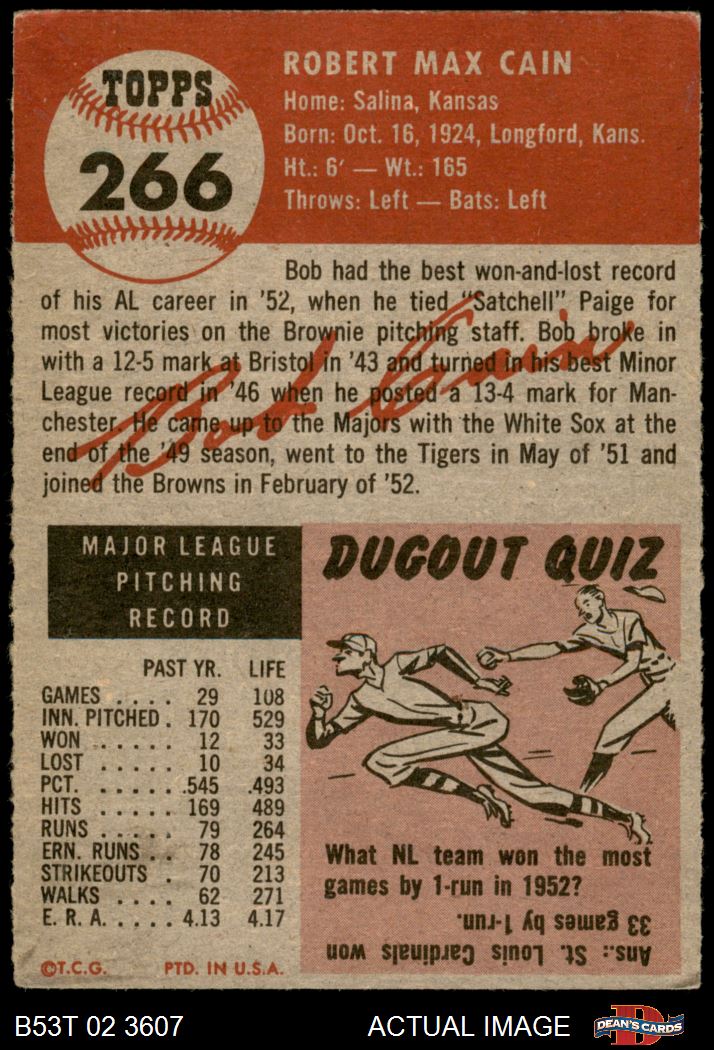 TOPPS
266
ROBERT MAX CAIN
Home: Salina, Kansas
Born: Oct. 16, 1924, Longford, Kans.
Ht.: 6′ — Wt.: 165
Throws: Left — Bats: Left
Bob had the best won-and-lost record
of his AL career in '52, when he tied "Satchell" Paige for
most victories on the Brownie pitching staff. Bob broke in
with a 12-5 mark at Bristol in '43 and turned in his best Minor
League record in '46 when he posted a 13-4 mark for Man-
chester. He came up to the Majors with the White Sox at the
end of the '49 season, went to the Tigers in May of '51 and
joined the Browns in February of '52.
Bob Cain
MAJOR LEAGUE
PITCHING
RECORD
PAST YR. LIFE
GAMES . . . . 29 108
INN. PITCHED . 170 529
WON . . . . . 12 33
LOST . . . . . 10 34
PCT. . . . . . .545 .493
HITS . . . . . 169 489
RUNS . . . . . 79 264
ERN. RUNS . . 78 245
STRIKEOUTS . 70 213
WALKS . . . . 62 271
E. R. A. . . . . 4.13 4.17
©T.C.G. PTD. IN U.S.A.
DUGOUT QUIZ
What NL team won the most
games by 1-run in 1952?
Ans.: St. Louis Cardinals won
33 games by 1-run.
B53T 02 3607
ACTUAL IMAGE
D
DEAN'S CARDS